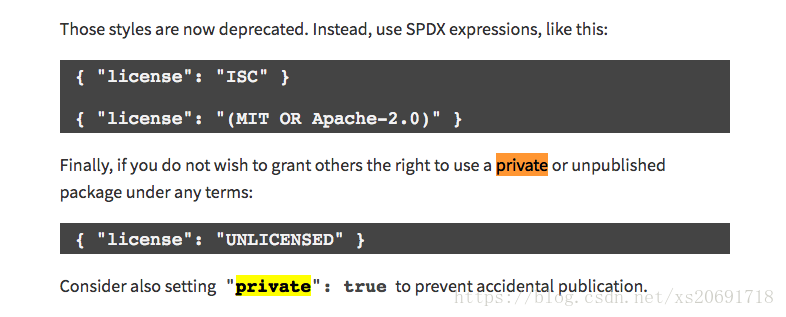 Those styles are now deprecated. Instead, use SPDX expressions, like this:
{ "license": "ISC" }
{ "license": "(MIT OR Apache-2.0)" }
Finally, if you do not wish to grant others the right to use a private or unpublished
package under any terms:
{ "license": "UNLICENSED" }
Consider also setting "private": true to prevent accidental publication.
https://blog.csdn.net/xs20691718